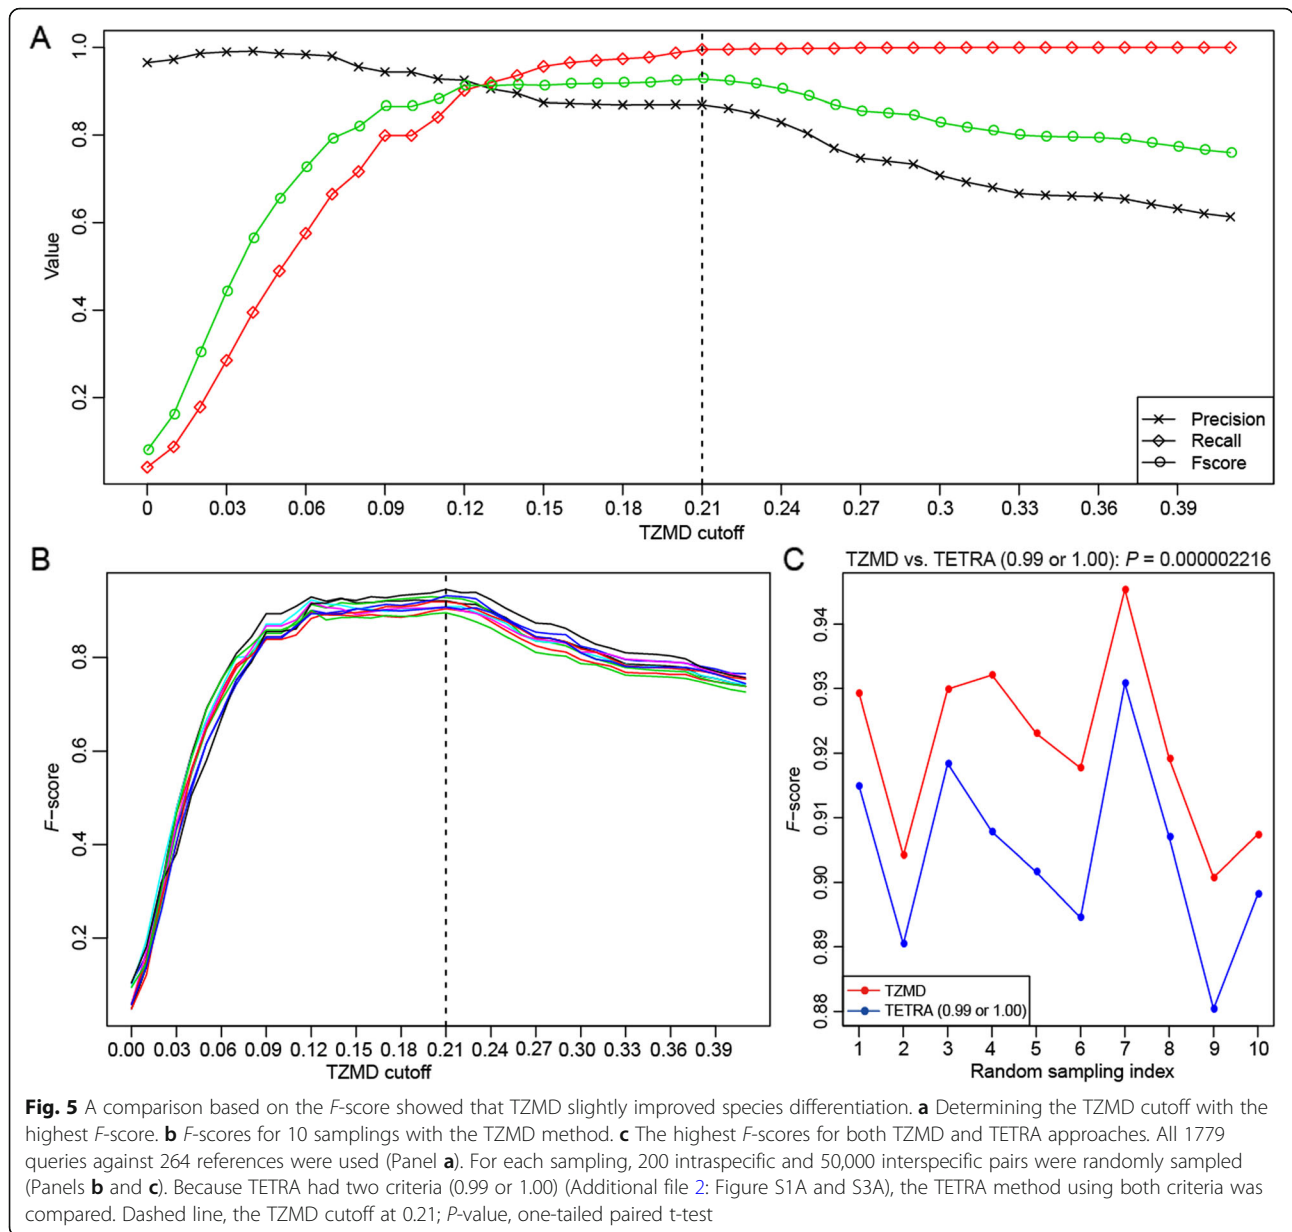 A
Value
1.0
0.8
0.6
0.4
0.2
Precision
Recall
Fscore
0 0.03 0.06 0.09 0.12 0.15 0.18 0.21 0.24 0.27 0.3 0.33 0.36 0.39
TZMD cutoff
B
F−score
0.8
0.6
0.4
0.2
0.00 0.03 0.06 0.09 0.12 0.15 0.18 0.21 0.24 0.27 0.30 0.33 0.36 0.39
TZMD cutoff
C
TZMD vs. TETRA (0.99 or 1.00): P = 0.000002216
F−score
0.94
0.93
0.92
0.91
0.90
0.89
0.88
TZMD
TETRA (0.99 or 1.00)
1 2 3 4 5 6 7 8 9 10
Random sampling index
Fig. 5 A comparison based on the F-score showed that TZMD slightly improved species differentiation. a Determining the TZMD cutoff with the
highest F-score. b F-scores for 10 samplings with the TZMD method. c The highest F-scores for both TZMD and TETRA approaches. All 1779
queries against 264 references were used (Panel a). For each sampling, 200 intraspecific and 50,000 interspecific pairs were randomly sampled
(Panels b and c). Because TETRA had two criteria (0.99 or 1.00) (Additional file 2: Figure S1A and S3A), the TETRA method using both criteria was
compared. Dashed line, the TZMD cutoff at 0.21; P-value, one-tailed paired t-test